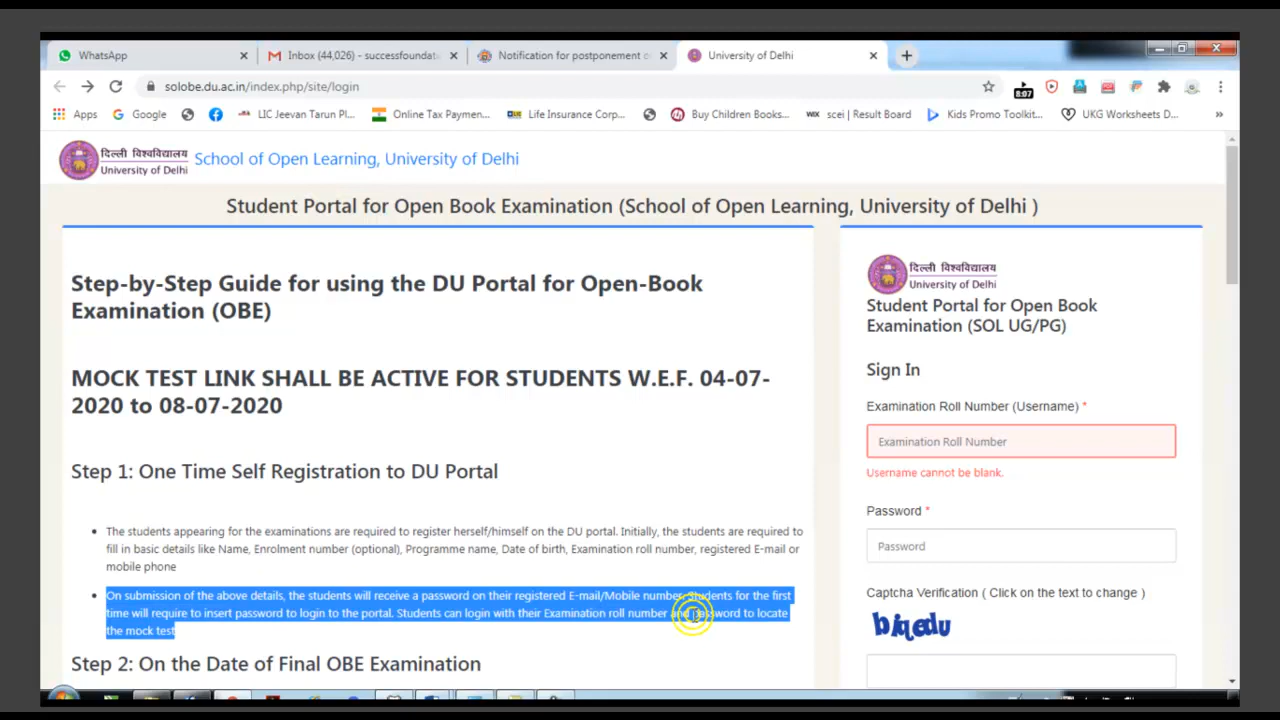 WhatsApp
Inbox (44,026) - successfoundat
Notification for postponement o
University of Delhi
solobe.du.ac.in/index.php/site/login
8:07
Apps
Google
LIC Jeevan Tarun Pl...
Online Tax Paymen...
Life Insurance Corp...
Buy Children Books...
WIX scei | Result Board
Kids Promo Toolkit...
UKG Worksheets D...
»
दिल्ली विश्वविद्यालय
University of Delhi
School of Open Learning, University of Delhi
Student Portal for Open Book Examination (School of Open Learning, University of Delhi )
Step-by-Step Guide for using the DU Portal for Open-Book
Examination (OBE)
MOCK TEST LINK SHALL BE ACTIVE FOR STUDENTS W.E.F. 04-07-
2020 to 08-07-2020
Step 1: One Time Self Registration to DU Portal
• The students appearing for the examinations are required to register herself/himself on the DU portal. Initially, the students are required to
fill in basic details like Name, Enrolment number (optional), Programme name, Date of birth, Examination roll number, registered E-mail or
mobile phone
• On submission of the above details, the students will receive a password on their registered E-mail/Mobile number. Students for the first
time will require to insert password to login to the portal. Students can login with their Examination roll number and password to locate
the mock test
Step 2: On the Date of Final OBE Examination
दिल्ली विश्वविद्यालय
University of Delhi
Student Portal for Open Book
Examination (SOL UG/PG)
Sign In
Examination Roll Number (Username) *
Examination Roll Number
Username cannot be blank.
Password *
Password
Captcha Verification ( Click on the text to change )